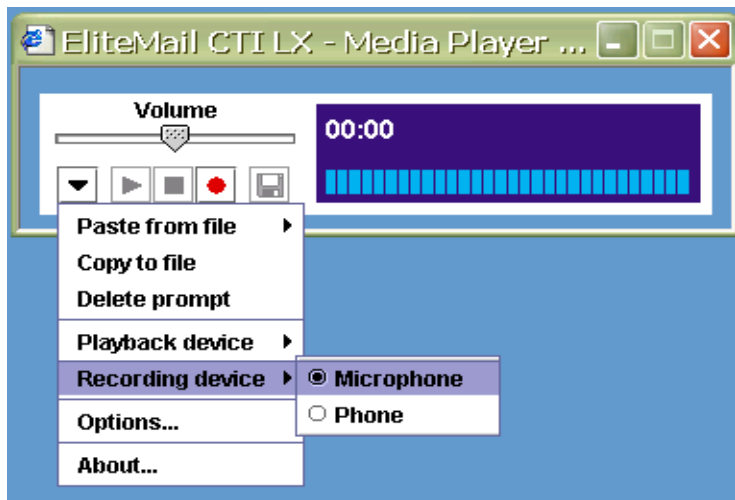 EliteMail CTI LX - Media Player ...
Volume
00:00
Paste from file
Copy to file
Delete prompt
Playback device
Recording device
Microphone
Phone
Options...
About...